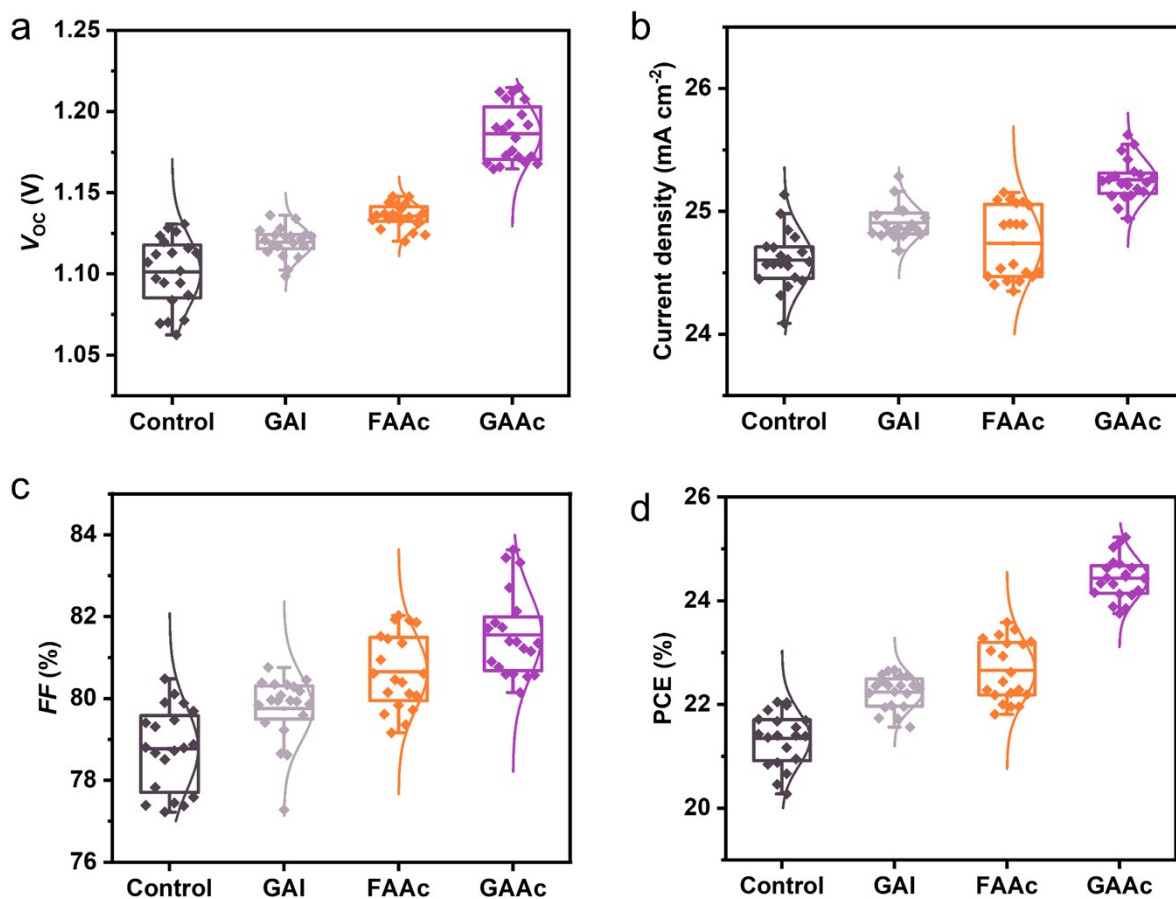 a
V_OC (V)
1.25
1.20
1.15
1.10
1.05
Control GAI FAAc GAAc
b
Current density (mA cm⁻²)
26
25
24
Control GAI FAAc GAAc
c
FF (%)
84
82
80
78
76
Control GAI FAAc GAAc
d
PCE (%)
26
24
22
20
Control GAI FAAc GAAc